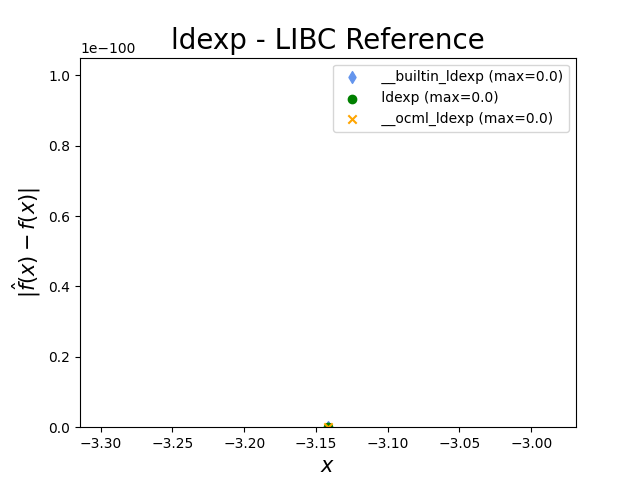 ldexp - LIBC Reference
1e−100
__builtin_ldexp (max=0.0)
ldexp (max=0.0)
__ocml_ldexp (max=0.0)
1.0
0.8
0.6
0.4
0.2
0.0
|f̂(x) − f(x)|
−3.30
−3.25
−3.20
−3.15
−3.10
−3.05
−3.00
x